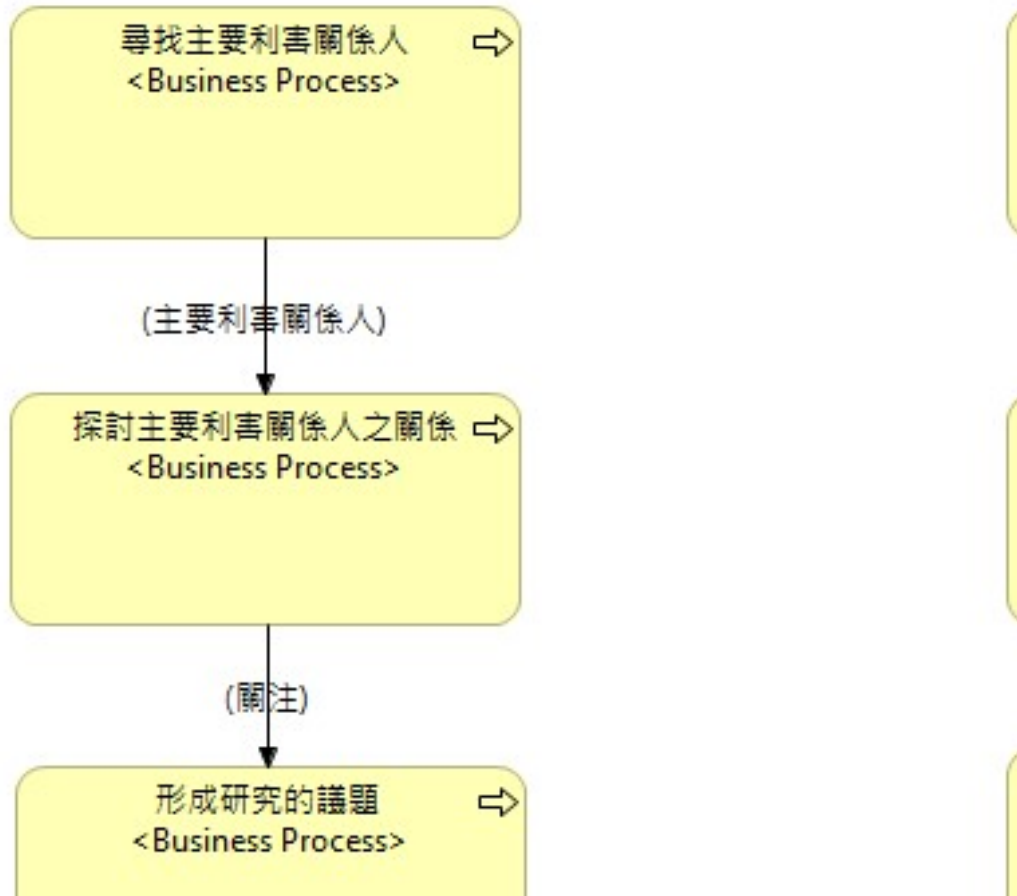 尋找主要利害關係人
<Business Process>
(主要利害關係人)
探討主要利害關係人之關係
<Business Process>
(關注)
形成研究的議題
<Business Process>